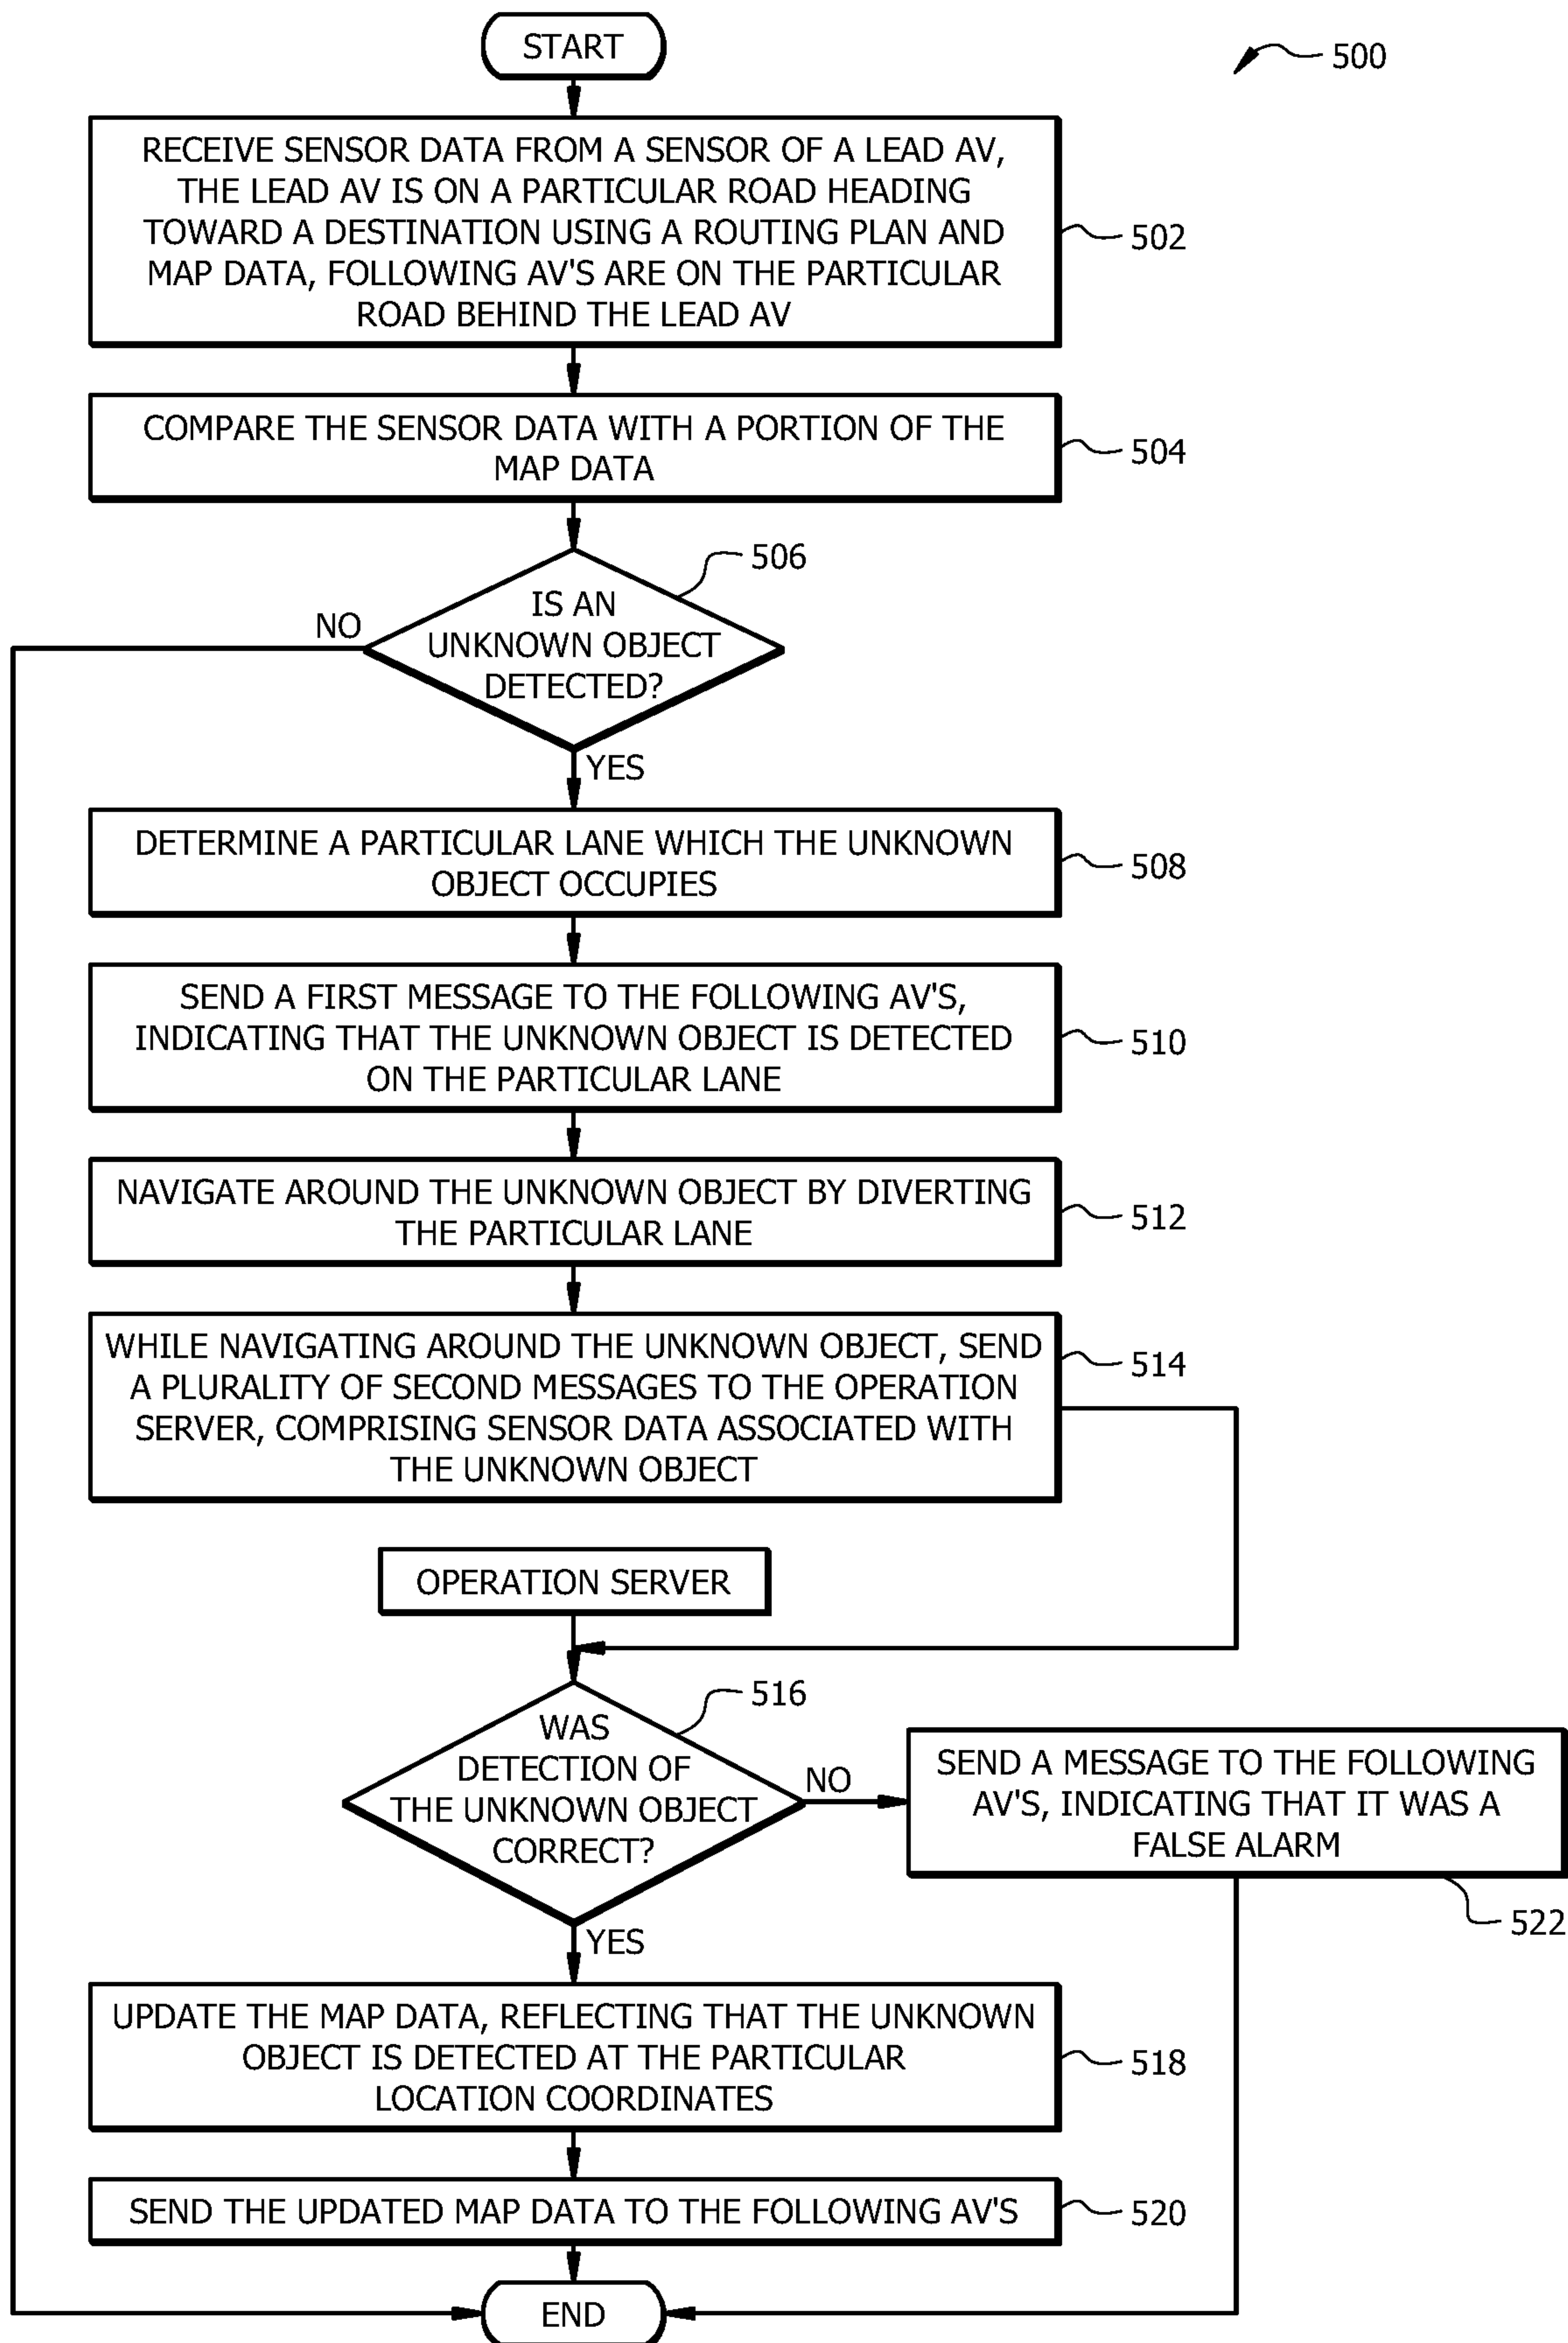 START
500
RECEIVE SENSOR DATA FROM A SENSOR OF A LEAD AV,
THE LEAD AV IS ON A PARTICULAR ROAD HEADING
TOWARD A DESTINATION USING A ROUTING PLAN AND
MAP DATA, FOLLOWING AV'S ARE ON THE PARTICULAR
ROAD BEHIND THE LEAD AV
502
COMPARE THE SENSOR DATA WITH A PORTION OF THE
MAP DATA
504
506
IS AN
UNKNOWN OBJECT
DETECTED?
NO
YES
DETERMINE A PARTICULAR LANE WHICH THE UNKNOWN
OBJECT OCCUPIES
508
SEND A FIRST MESSAGE TO THE FOLLOWING AV'S,
INDICATING THAT THE UNKNOWN OBJECT IS DETECTED
ON THE PARTICULAR LANE
510
NAVIGATE AROUND THE UNKNOWN OBJECT BY DIVERTING
THE PARTICULAR LANE
512
WHILE NAVIGATING AROUND THE UNKNOWN OBJECT, SEND
A PLURALITY OF SECOND MESSAGES TO THE OPERATION
SERVER, COMPRISING SENSOR DATA ASSOCIATED WITH
THE UNKNOWN OBJECT
514
OPERATION SERVER
516
WAS
DETECTION OF
THE UNKNOWN OBJECT
CORRECT?
NO
SEND A MESSAGE TO THE FOLLOWING
AV'S, INDICATING THAT IT WAS A
FALSE ALARM
522
YES
UPDATE THE MAP DATA, REFLECTING THAT THE UNKNOWN
OBJECT IS DETECTED AT THE PARTICULAR
LOCATION COORDINATES
518
SEND THE UPDATED MAP DATA TO THE FOLLOWING AV'S
520
END